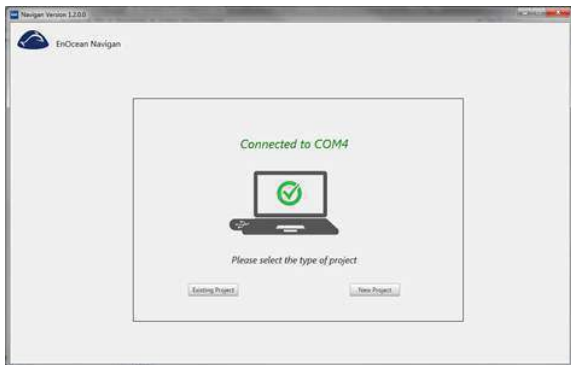 Navigan Version 1.2.0.0
EnOcean Navigan
Connected to COM4
Please select the type of project
Existing Project
New Project